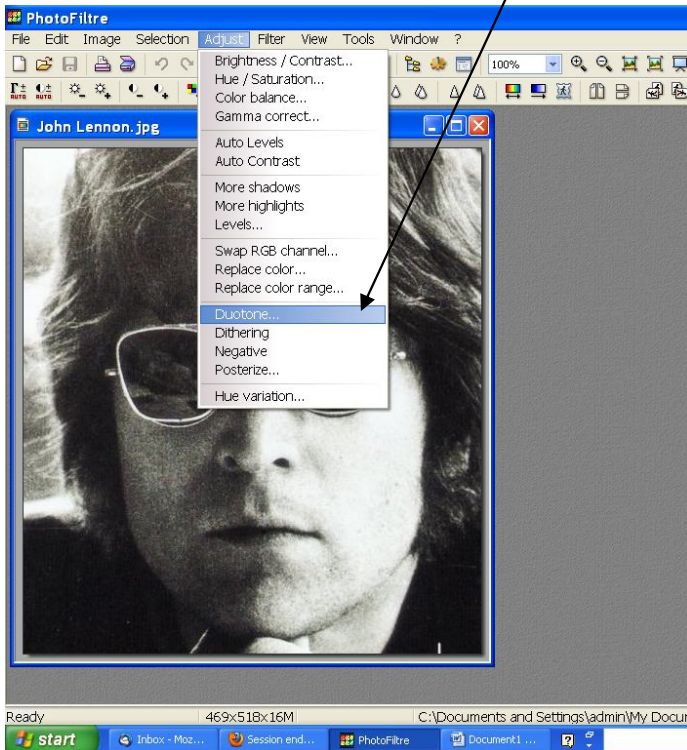 PhotoFiltre
File Edit Image Selection Adjust Filter View Tools Window ?
100%
AUTO AUTO
John Lennon.jpg
Brightness / Contrast...
Hue / Saturation...
Color balance...
Gamma correct...
Auto Levels
Auto Contrast
More shadows
More highlights
Levels...
Swap RGB channel...
Replace color...
Replace color range...
Duotone...
Dithering
Negative
Posterize...
Hue variation...
Ready 469x518x16M C:\Documents and Settings\admin\My Docur
start Inbox - Moz... Session end... PhotoFiltre Document1 ...